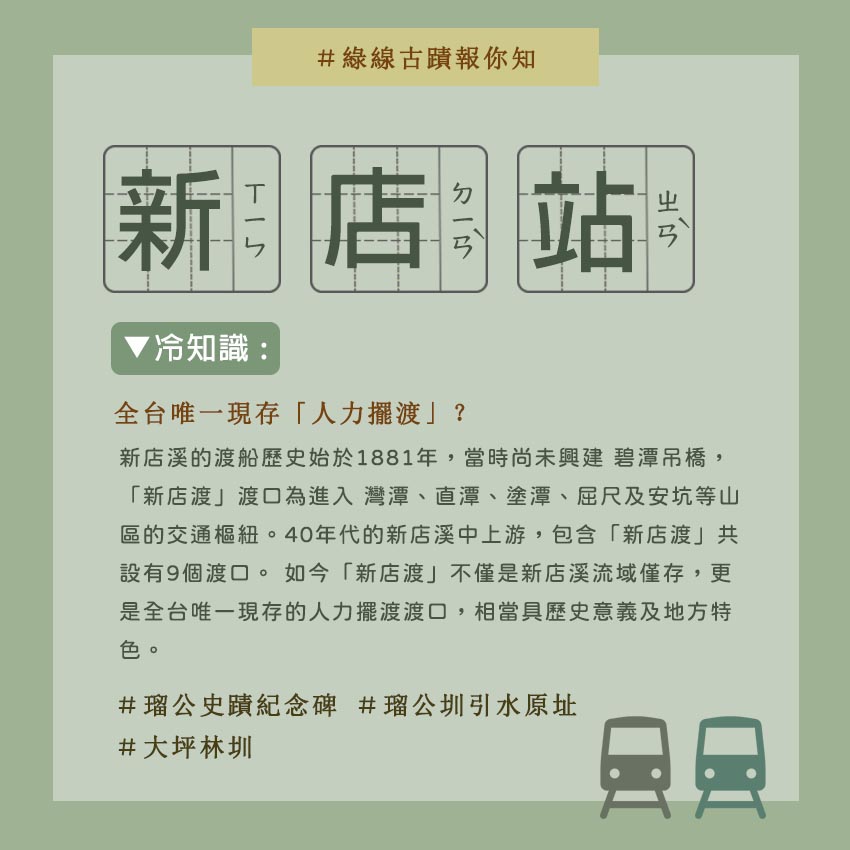 ＃綠線古蹟報你知
新 ㄒㄧㄣ 店 ㄉㄧㄢˋ 站 ㄓㄢˋ
▼冷知識：
全台唯一現存「人力擺渡」？
新店溪的渡船歷史始於1881年，當時尚未興建 碧潭吊橋，
「新店渡」渡口為進入 灣潭、直潭、塗潭、屈尺及安坑等山
區的交通樞紐。40年代的新店溪中上游，包含「新店渡」共
設有9個渡口。 如今「新店渡」不僅是新店溪流域僅存，更
是全台唯一現存的人力擺渡渡口，相當具歷史意義及地方特
色。
＃瑠公史蹟紀念碑 ＃瑠公圳引水原址
＃大坪林圳